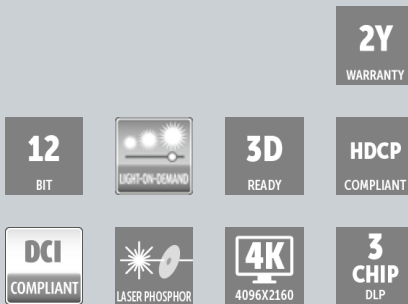 2Y
WARRANTY
12
BIT
LIGHT-ON-DEMAND
3D
READY
HDCP
COMPLIANT
DCI
COMPLIANT
LASER PHOSPHOR
4K
4096X2160
3
CHIP
DLP